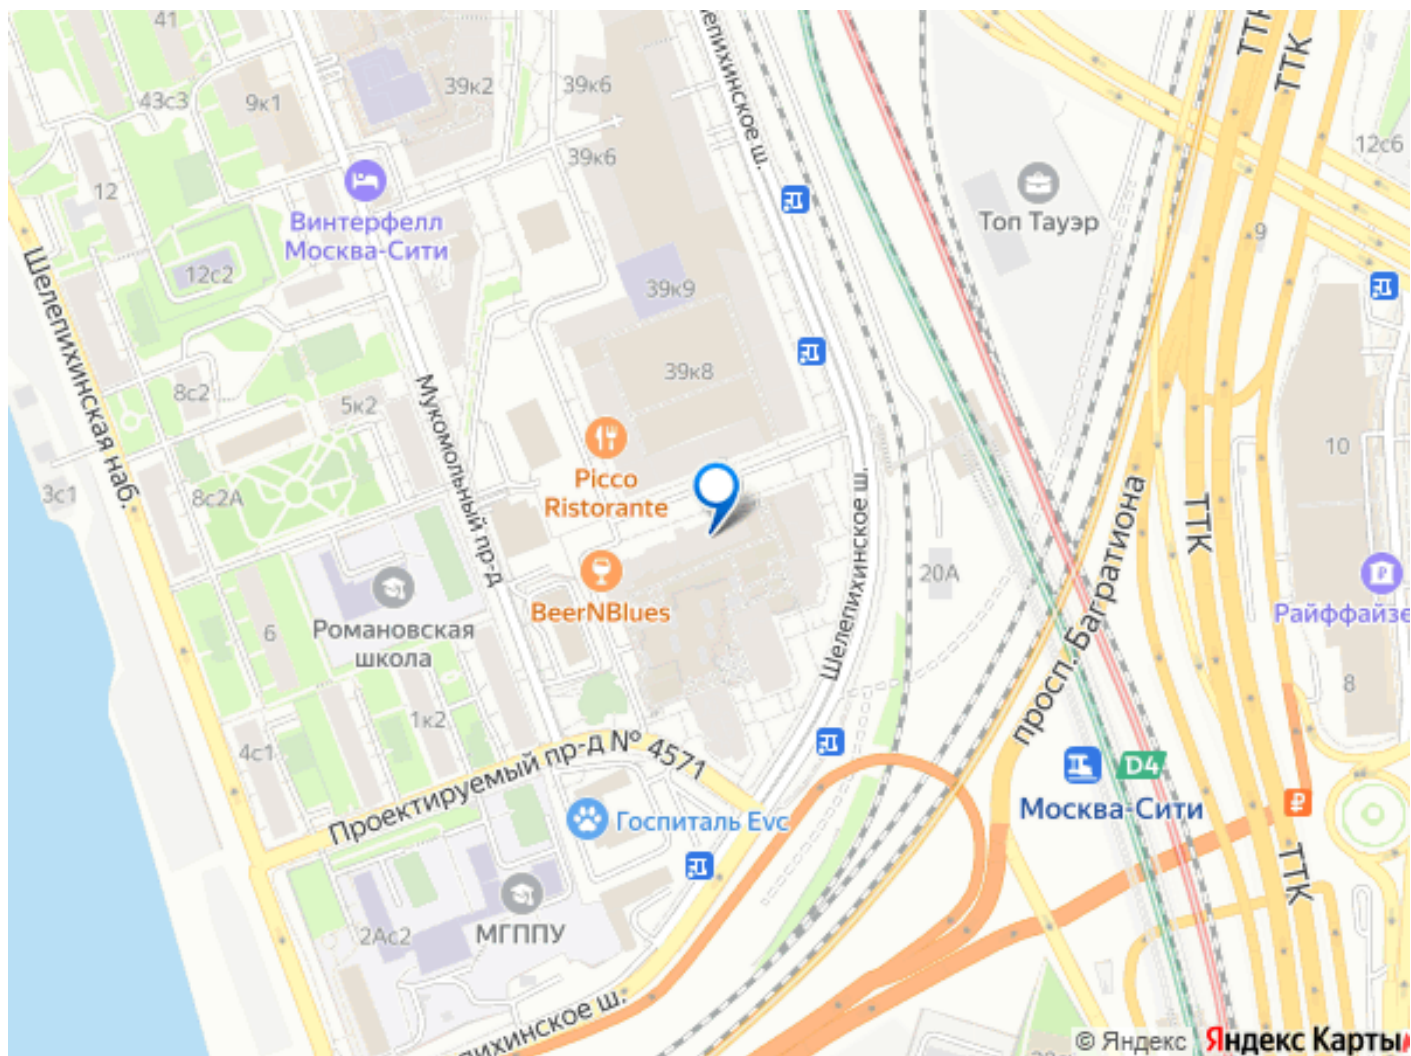 41
39к2
39к6
43с3
9к1
Шелепихинское ш.
ТТК
ТТК
12с6
39к6
12
Винтерфелл
Москва-Сити
Топ Тауэр
9
12с2
Шелепихинская наб.
39к9
39к8
8с2
5к2
Мукомольный пр-д
10
Picco
Ristorante
3с1
8с2А
Шелепихинское ш.
просп. Багратиона
ТТК
20А
BeerNBlues
Романовская
школа
6
8
1к2
4с1
Проектируемый пр-д № 4571
D4
Москва-Сити
Госпиталь Evc
ТТК
2Ас2
МГППУ
© Яндекс
Яндекс Карты